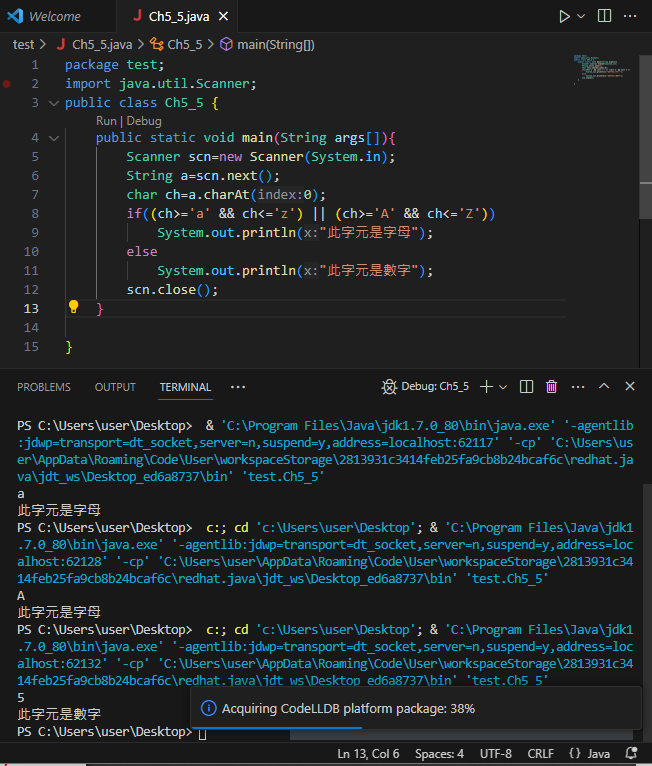 Welcome
J Ch5_5.java
test > J Ch5_5.java > Ch5_5 > main(String[])
1 package test;
2 import java.util.Scanner;
3 public class Ch5_5 {
Run | Debug
4 public static void main(String args[]){
5 Scanner scn=new Scanner(System.in);
6 String a=scn.next();
7 char ch=a.charAt(index:0);
8 if((ch>='a' && ch<='z') || (ch>='A' && ch<='Z'))
9 System.out.println(x:"此字元是字母");
10 else
11 System.out.println(x:"此字元是數字");
12 scn.close();
13 }
14
15 }
PROBLEMS OUTPUT TERMINAL ··· Debug: Ch5_5
PS C:\Users\user\Desktop>  & 'C:\Program Files\Java\jdk1.7.0_80\bin\java.exe' '-agentlib
:jdwp=transport=dt_socket,server=n,suspend=y,address=localhost:62117' '-cp' 'C:\Users\us
er\AppData\Roaming\Code\User\workspaceStorage\2813931c3414feb25fa9cb8b24bcaf6c\redhat.ja
va\jdt_ws\Desktop_ed6a8737\bin' 'test.Ch5_5'
a
此字元是字母
PS C:\Users\user\Desktop>  c:; cd 'c:\Users\user\Desktop'; & 'C:\Program Files\Java\jdk1
.7.0_80\bin\java.exe' '-agentlib:jdwp=transport=dt_socket,server=n,suspend=y,address=loc
alhost:62128' '-cp' 'C:\Users\user\AppData\Roaming\Code\User\workspaceStorage\2813931c34
14feb25fa9cb8b24bcaf6c\redhat.java\jdt_ws\Desktop_ed6a8737\bin' 'test.Ch5_5'
A
此字元是字母
PS C:\Users\user\Desktop>  c:; cd 'c:\Users\user\Desktop'; & 'C:\Program Files\Java\jdk1
.7.0_80\bin\java.exe' '-agentlib:jdwp=transport=dt_socket,server=n,suspend=y,address=loc
alhost:62132' '-cp' 'C:\Users\user\AppData\Roaming\Code\User\workspaceStorage\2813931c34
14feb25fa9cb8b24bcaf6c\redhat.java\jdt_ws\Desktop_ed6a8737\bin' 'test.Ch5_5'
5
此字元是數字
Acquiring CodeLLDB platform package: 38%
PS C:\Users\user\Desktop>
Ln 13, Col 6 Spaces: 4 UTF-8 CRLF {} Java